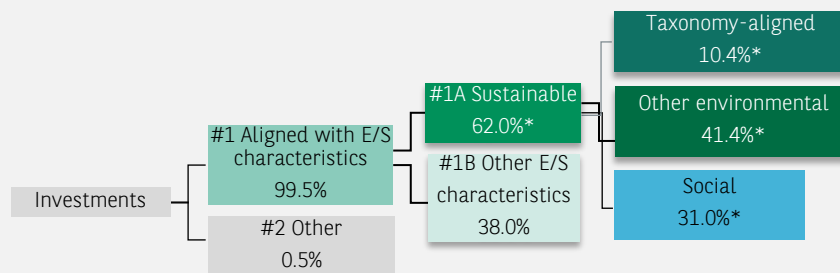 Investments
#1 Aligned with E/S
characteristics
99.5%
#2 Other
0.5%
#1A Sustainable
62.0%*
#1B Other E/S
characteristics
38.0%
Taxonomy-aligned
10.4%*
Other environmental
41.4%*
Social
31.0%*